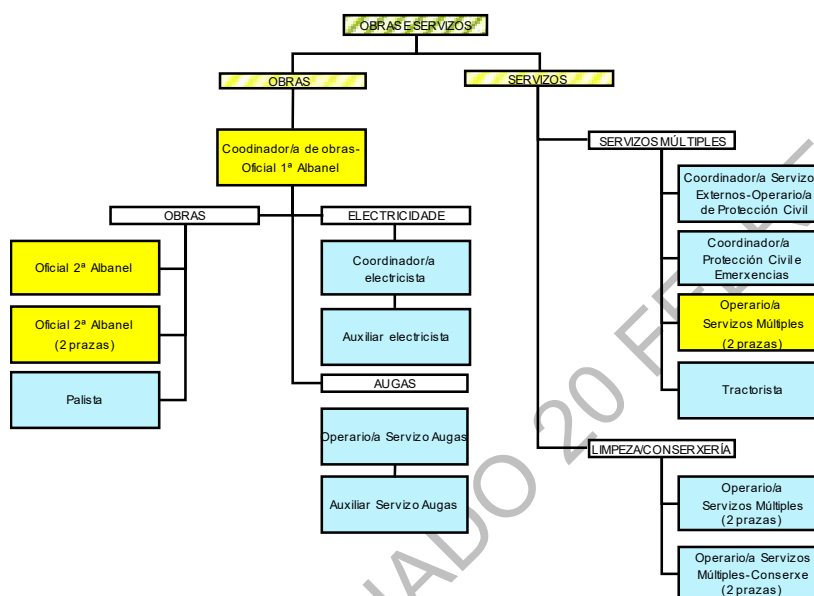 OBRAS E SERVIZOS
OBRAS
SERVIZOS
Coodinador/a de obras-
Oficial 1ª Albanel
SERVIZOS MÚLTIPLES
Coordinador/a Servizo
Externos-Operario/a
de Protección Civil
OBRAS
ELECTRICIDADE
Oficial 2ª Albanel
Coordinador/a
electricista
Coordinador/a
Protección Civil e
Emerxencias
Oficial 2ª Albanel
(2 prazas)
Auxiliar electricista
Operario/a
Servizos Múltiples
(2 prazas)
Palista
AUGAS
Tractorista
Operario/a Servizo Augas
LIMPEZA/CONSERXERÍA
Auxiliar Servizo Augas
Operario/a
Servizos Múltiples
(2 prazas)
Operario/a Servizos
Múltiples-Conserxe
(2 prazas)
20